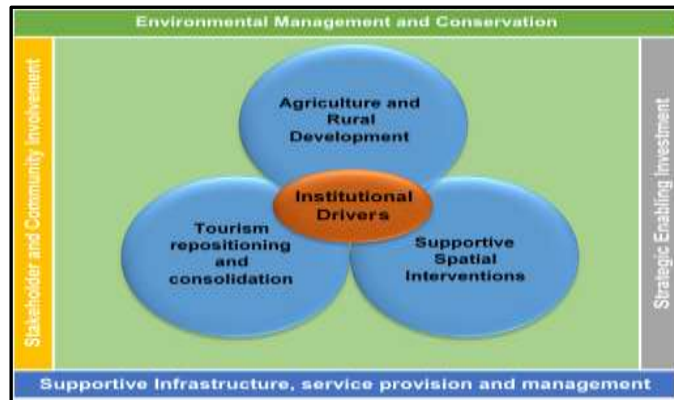 Environmental Management and Conservation
Stakeholder and Community Involvement
Agriculture and
Rural
Development
Institutional
Drivers
Tourism
repositioning
and
consolidation
Supportive
Spatial
Interventions
Strategic Enabling Investment
Supportive Infrastructure, service provision and management